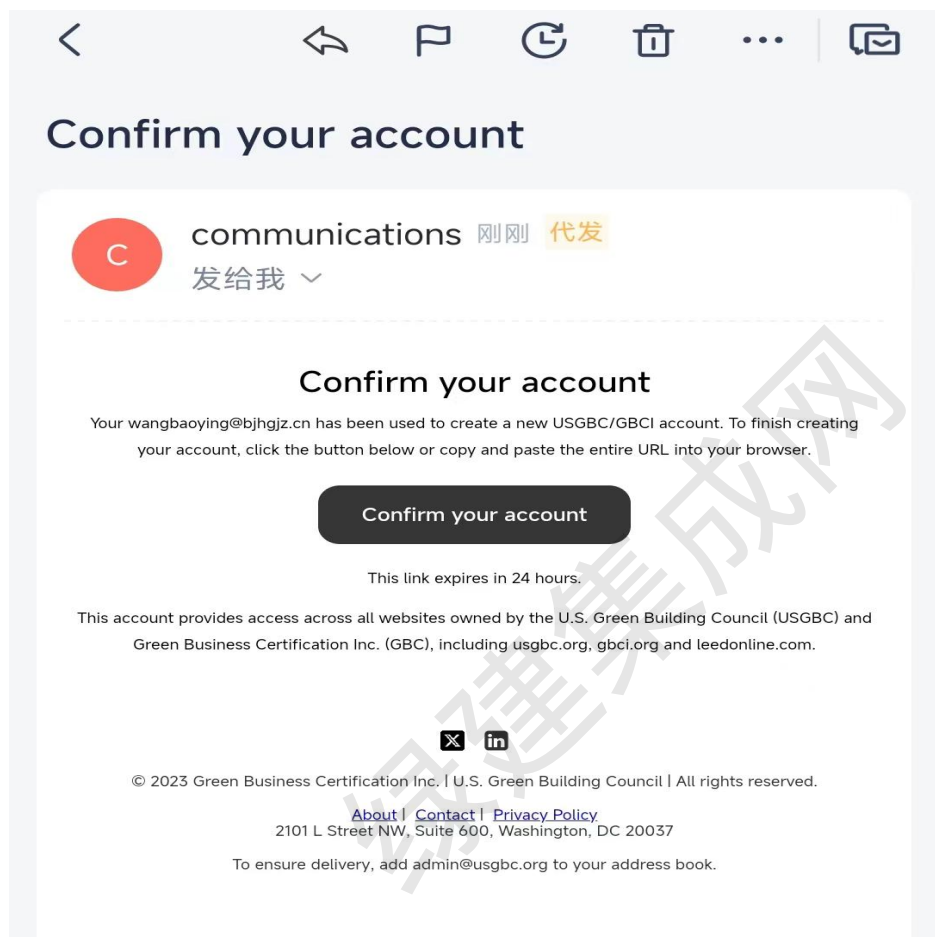 Confirm your account
C
communications 刚刚 代发
发给我
Confirm your account
Your wangbaoying@bjhgjz.cn has been used to create a new USGBC/GBCI account. To finish creating
your account, click the button below or copy and paste the entire URL into your browser.
Confirm your account
This link expires in 24 hours.
This account provides access across all websites owned by the U.S. Green Building Council (USGBC) and
Green Business Certification Inc. (GBC), including usgbc.org, gbci.org and leedonline.com.
X in
© 2023 Green Business Certification Inc. | U.S. Green Building Council | All rights reserved.
About | Contact | Privacy Policy
2101 L Street NW, Suite 600, Washington, DC 20037
To ensure delivery, add admin@usgbc.org to your address book.
绿建集成网